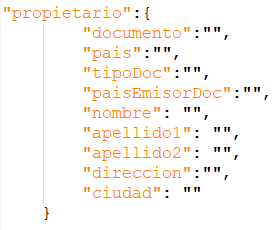 "propietario":{
"documento":"",
"pais":"",
"tipoDoc":"",
"paisEmisorDoc":"",
"nombre": "",
"apellido1": "",
"apellido2": "",
"direccion":"",
"ciudad": ""
}